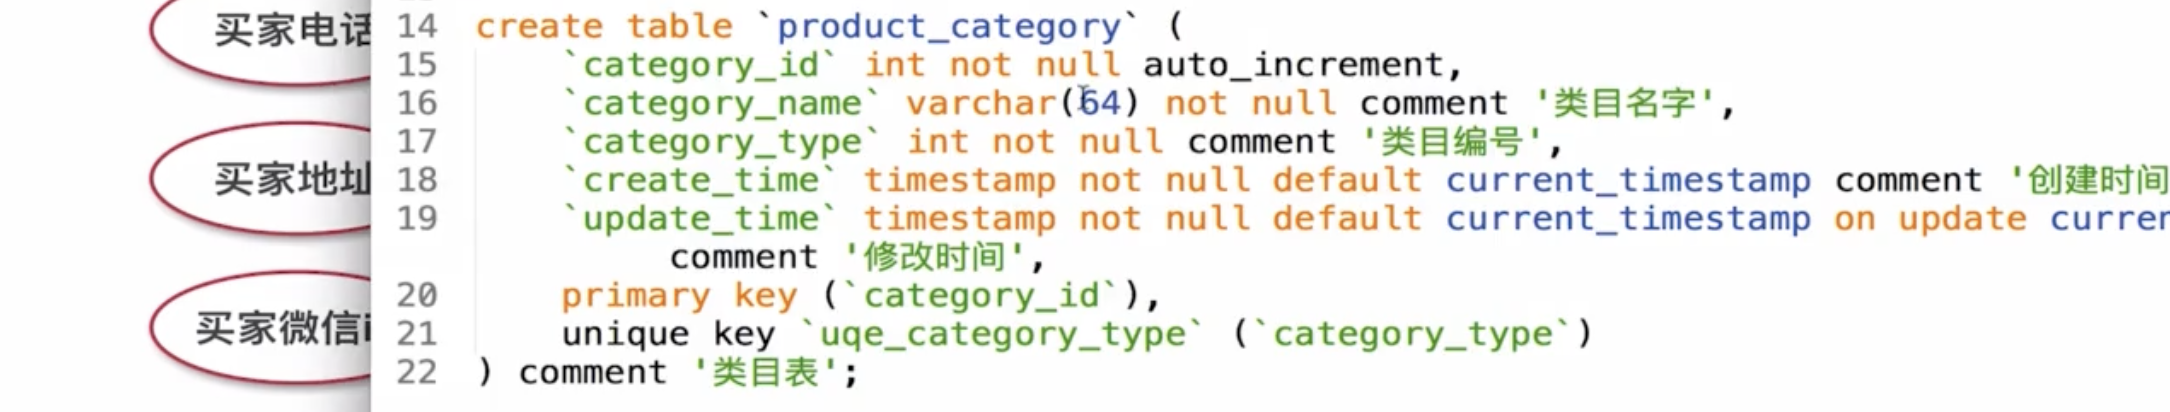 买家电话
买家地址
买家微信
14 create table `product_category` (
15 `category_id` int not null auto_increment,
16 `category_name` varchar(64) not null comment '类目名字',
17 `category_type` int not null comment '类目编号',
18 `create_time` timestamp not null default current_timestamp comment '创建时间
19 `update_time` timestamp not null default current_timestamp on update curren
comment '修改时间',
20 primary key (`category_id`),
21 unique key `uqe_category_type` (`category_type`)
22 ) comment '类目表';